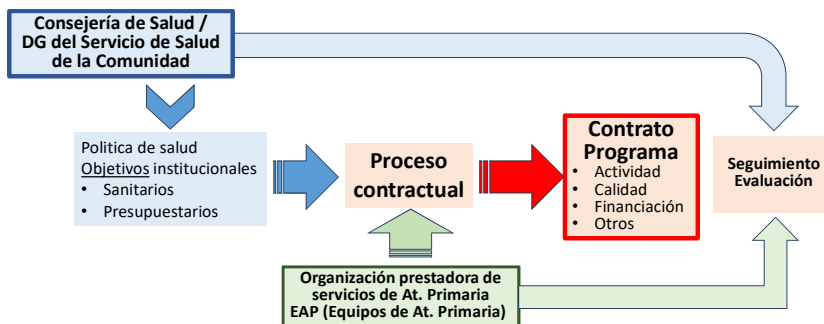 Consejería de Salud /
DG del Servicio de Salud
de la Comunidad
Politica de salud
Objetivos institucionales
• Sanitarios
• Presupuestarios
Proceso
contractual
Contrato
Programa
• Actividad
• Calidad
• Financiación
• Otros
Seguimiento
Evaluación
Organización prestadora de
servicios de At. Primaria
EAP (Equipos de At. Primaria)